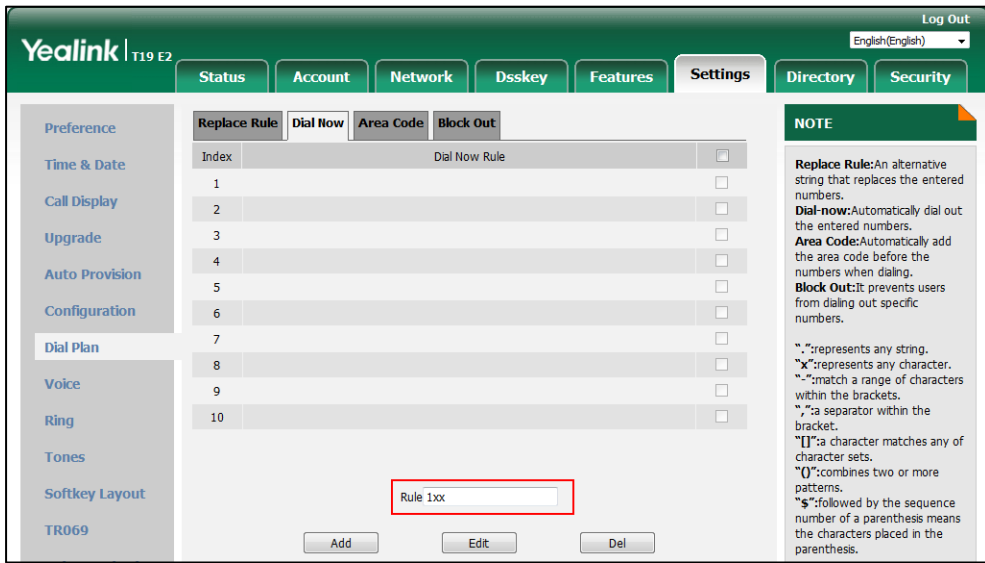 Log Out
Yealink T19 E2
English(English)
Status Account Network Dsskey Features Settings Directory Security
Preference
Time & Date
Call Display
Upgrade
Auto Provision
Configuration
Dial Plan
Voice
Ring
Tones
Softkey Layout
TR069
Replace Rule Dial Now Area Code Block Out
Index Dial Now Rule
1
2
3
4
5
6
7
8
9
10
Rule 1xx
Add Edit Del
NOTE
Replace Rule:An alternative
string that replaces the entered
numbers.
Dial-now:Automatically dial out
the entered numbers.
Area Code:Automatically add
the area code before the
numbers when dialing.
Block Out:It prevents users
from dialing out specific
numbers.
".":represents any string.
"x":represents any character.
"-":match a range of characters
within the brackets.
",":a separator within the
bracket.
"[]":a character matches any of
character sets.
"()":combines two or more
patterns.
"$":followed by the sequence
number of a parenthesis means
the characters placed in the
parenthesis.